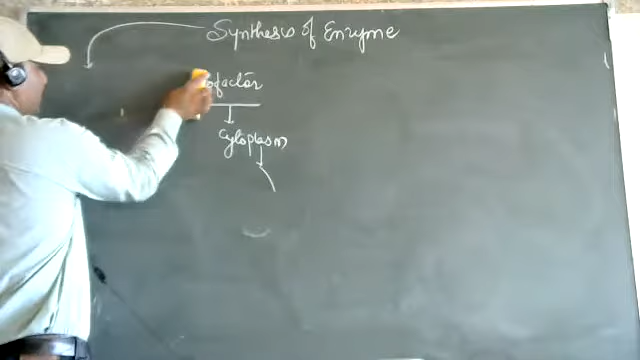 Synthesis of Enzyme
ofactor
Cytoplasm